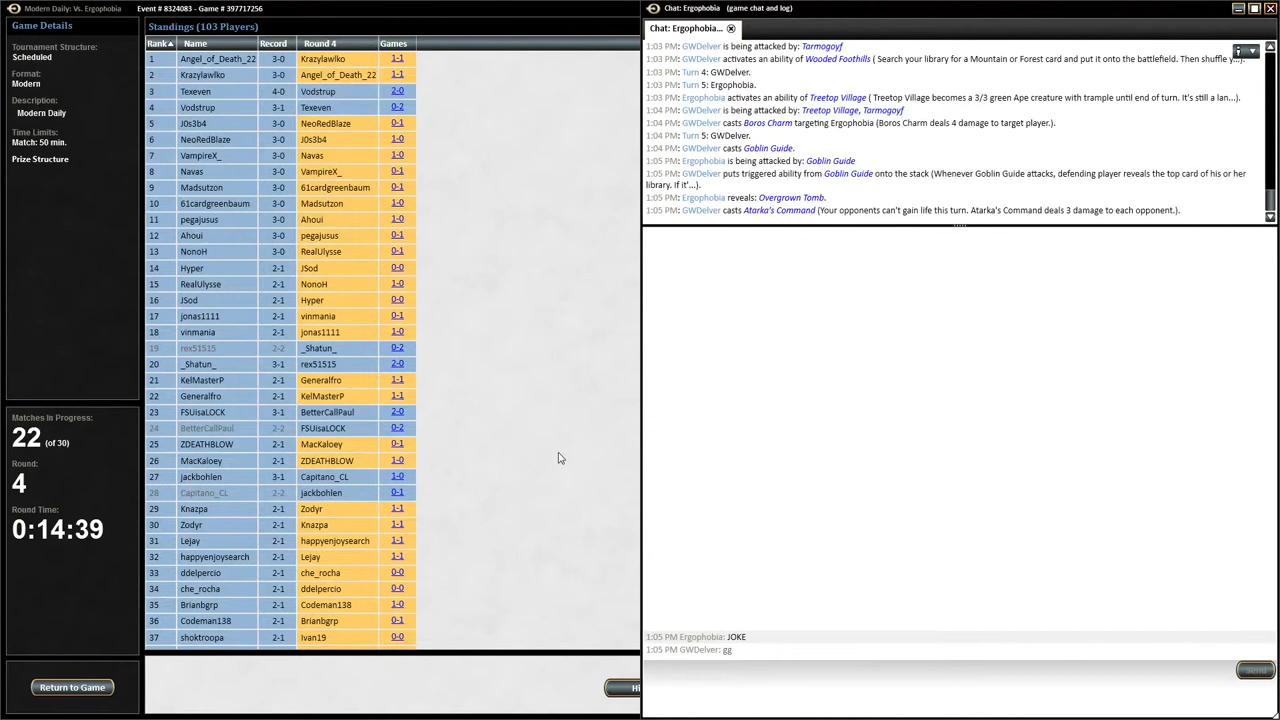 Modern Daily: Vs. Ergophobia Event # 8324083 - Game # 397717256
Game Details
Tournament Structure:
Scheduled
Format:
Modern
Description:
Modern Daily
Time Limits:
Match: 50 min.
Prize Structure
Matches In Progress:
22 (of 30)
Round:
4
Round Time:
0:14:39
Return to Game
Standings (103 Players)
Rank Name Record Round 4 Games
1 Angel_of_Death_22 3-0 Krazylawlko 1-1
2 Krazylawlko 3-0 Angel_of_Death_22 1-1
3 Texeven 4-0 Vodstrup 2-0
4 Vodstrup 3-1 Texeven 0-2
5 J0s3b4 3-0 NeoRedBlaze 0-1
6 NeoRedBlaze 3-0 J0s3b4 1-0
7 VampireX_ 3-0 Navas 1-0
8 Navas 3-0 VampireX_ 0-1
9 Madsutzon 3-0 61cardgreenbaum 0-1
10 61cardgreenbaum 3-0 Madsutzon 1-0
11 pegajusus 3-0 Ahoui 1-0
12 Ahoui 3-0 pegajusus 0-1
13 NonoH 3-0 RealUlysse 0-1
14 Hyper 2-1 JSod 0-0
15 RealUlysse 2-1 NonoH 1-0
16 JSod 2-1 Hyper 0-0
17 jonas1111 2-1 vinmania 0-1
18 vinmania 2-1 jonas1111 1-0
19 rex51515 2-2 _Shatun_ 0-2
20 _Shatun_ 3-1 rex51515 2-0
21 KelMasterP 2-1 Generalfro 1-1
22 Generalfro 2-1 KelMasterP 1-1
23 FSUisaLOCK 3-1 BetterCallPaul 2-0
24 BetterCallPaul 2-2 FSUisaLOCK 0-2
25 ZDEATHBLOW 2-1 MacKaloey 0-1
26 MacKaloey 2-1 ZDEATHBLOW 1-0
27 jackbohlen 3-1 Capitano_CL 1-0
28 Capitano_CL 2-2 jackbohlen 0-1
29 Knazpa 2-1 Zodyr 1-1
30 Zodyr 2-1 Knazpa 1-1
31 Lejay 2-1 happyenjoysearch 1-1
32 happyenjoysearch 2-1 Lejay 1-1
33 ddelpercio 2-1 che_rocha 0-0
34 che_rocha 2-1 ddelpercio 0-0
35 Brianbgrp 2-1 Codeman138 1-0
36 Codeman138 2-1 Brianbgrp 0-1
37 shoktroopa 2-1 Ivan19 0-0
Hi
Chat: Ergophobia (game chat and log)
Chat: Ergophobia...
1:03 PM: GWDelver is being attacked by: Tarmogoyf
1:03 PM: GWDelver activates an ability of Wooded Foothills ( Search your library for a Mountain or Forest card and put it onto the battlefield. Then shuffle y...).
1:03 PM: Turn 4: GWDelver.
1:03 PM: Turn 5: Ergophobia.
1:03 PM: Ergophobia activates an ability of Treetop Village ( Treetop Village becomes a 3/3 green Ape creature with trample until end of turn. It's still a lan...).
1:04 PM: GWDelver is being attacked by: Treetop Village, Tarmogoyf
1:04 PM: GWDelver casts Boros Charm targeting Ergophobia (Boros Charm deals 4 damage to target player.).
1:04 PM: Turn 5: GWDelver.
1:04 PM: GWDelver casts Goblin Guide.
1:05 PM: Ergophobia is being attacked by: Goblin Guide
1:05 PM: GWDelver puts triggered ability from Goblin Guide onto the stack (Whenever Goblin Guide attacks, defending player reveals the top card of his or her
library. If it'...).
1:05 PM: Ergophobia reveals: Overgrown Tomb.
1:05 PM: GWDelver casts Atarka's Command (Your opponents can't gain life this turn. Atarka's Command deals 3 damage to each opponent.).
1:05 PM Ergophobia: JOKE
1:05 PM GWDelver: gg
Send